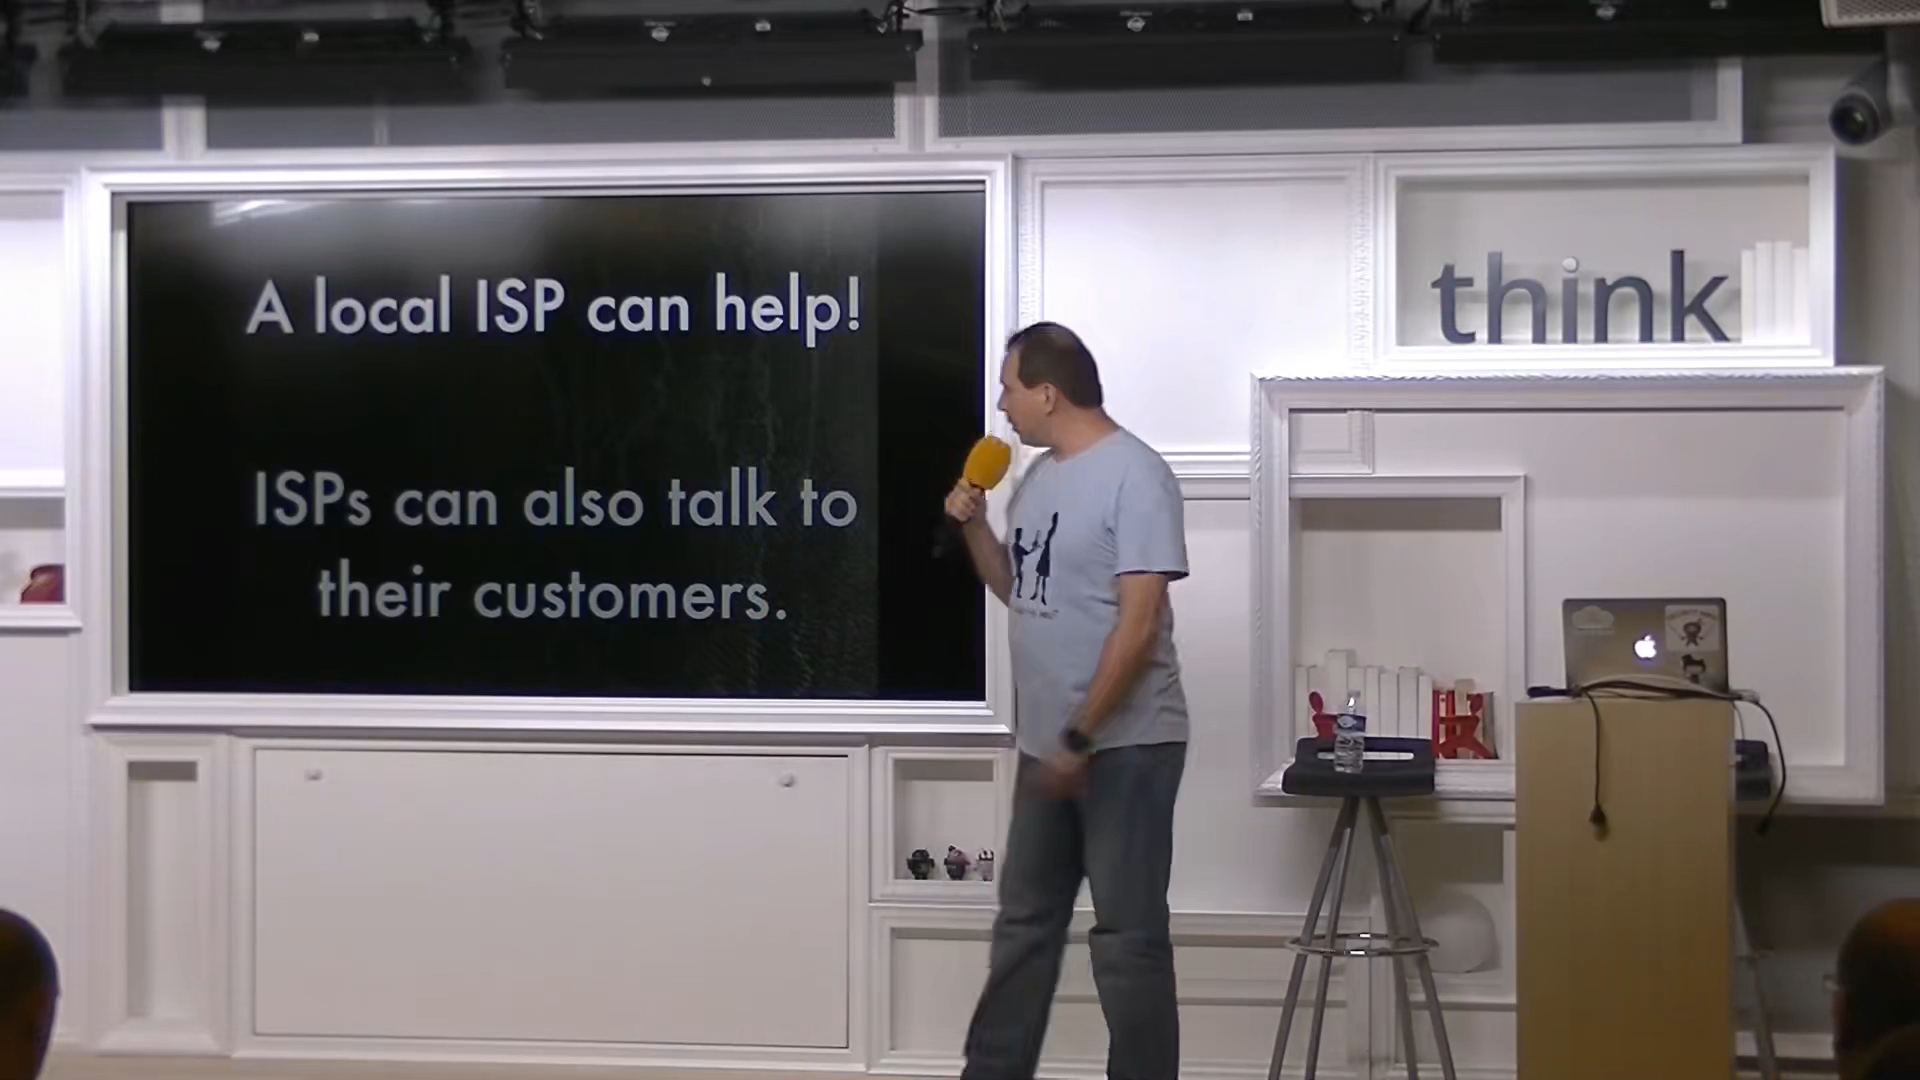 A local ISP can help!
ISPs can also talk to
their customers.
think